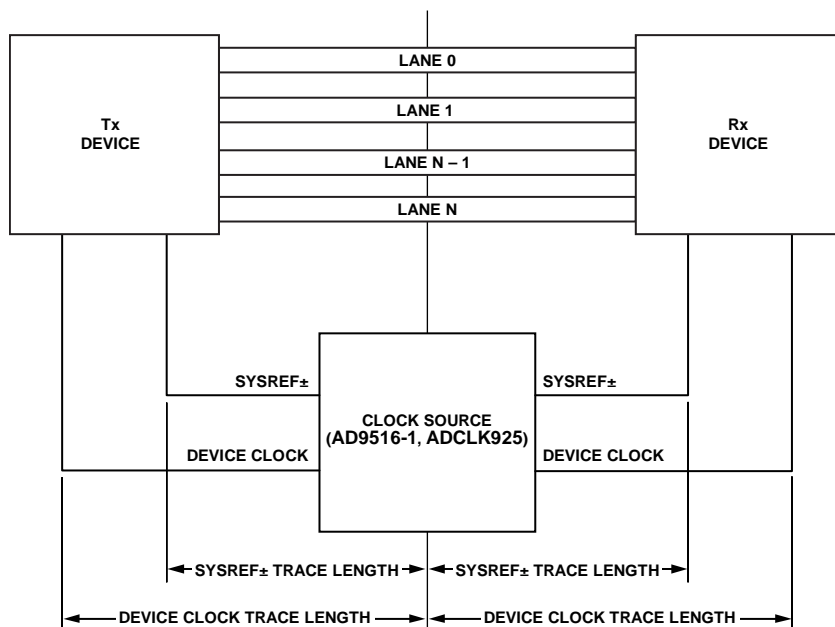 LANE 0
LANE 1
Tx
DEVICE
Rx
DEVICE
LANE N – 1
LANE N
SYSREF±
SYSREF±
CLOCK SOURCE
(AD9516-1, ADCLK925)
DEVICE CLOCK
DEVICE CLOCK
SYSREF± TRACE LENGTH
SYSREF± TRACE LENGTH
DEVICE CLOCK TRACE LENGTH
DEVICE CLOCK TRACE LENGTH